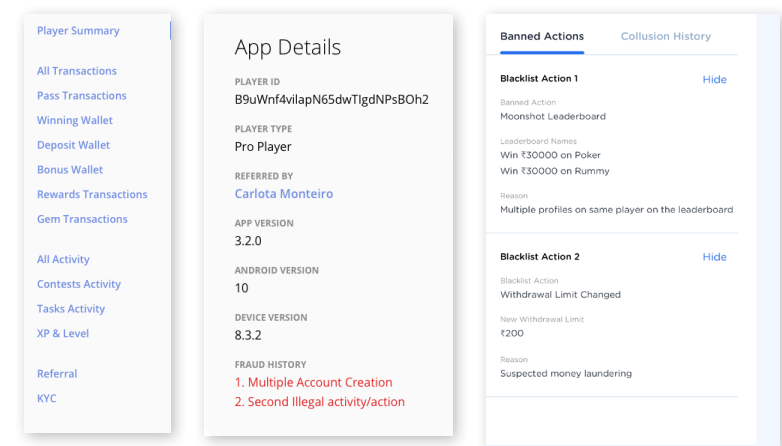 Player Summary
All Transactions
Pass Transactions
Winning Wallet
Deposit Wallet
Bonus Wallet
Rewards Transactions
Gem Transactions
All Activity
Contests Activity
Tasks Activity
XP & Level
Referral
KYC
App Details
PLAYER ID
B9uWnf4vilapN65dwTIgdNPsBOh2
PLAYER TYPE
Pro Player
REFERRED BY
Carlota Monteiro
APP VERSION
3.2.0
ANDROID VERSION
10
DEVICE VERSION
8.3.2
FRAUD HISTORY
1. Multiple Account Creation
2. Second Illegal activity/action
Banned Actions Collusion History
Blacklist Action 1 Hide
Banned Action
Moonshot Leaderboard
Leaderboard Names
Win ₹30000 on Poker
Win ₹30000 on Rummy
Reason
Multiple profiles on same player on the leaderboard
Blacklist Action 2 Hide
Blacklist Action
Withdrawal Limit Changed
New Withdrawal Limit
₹200
Reason
Suspected money laundering